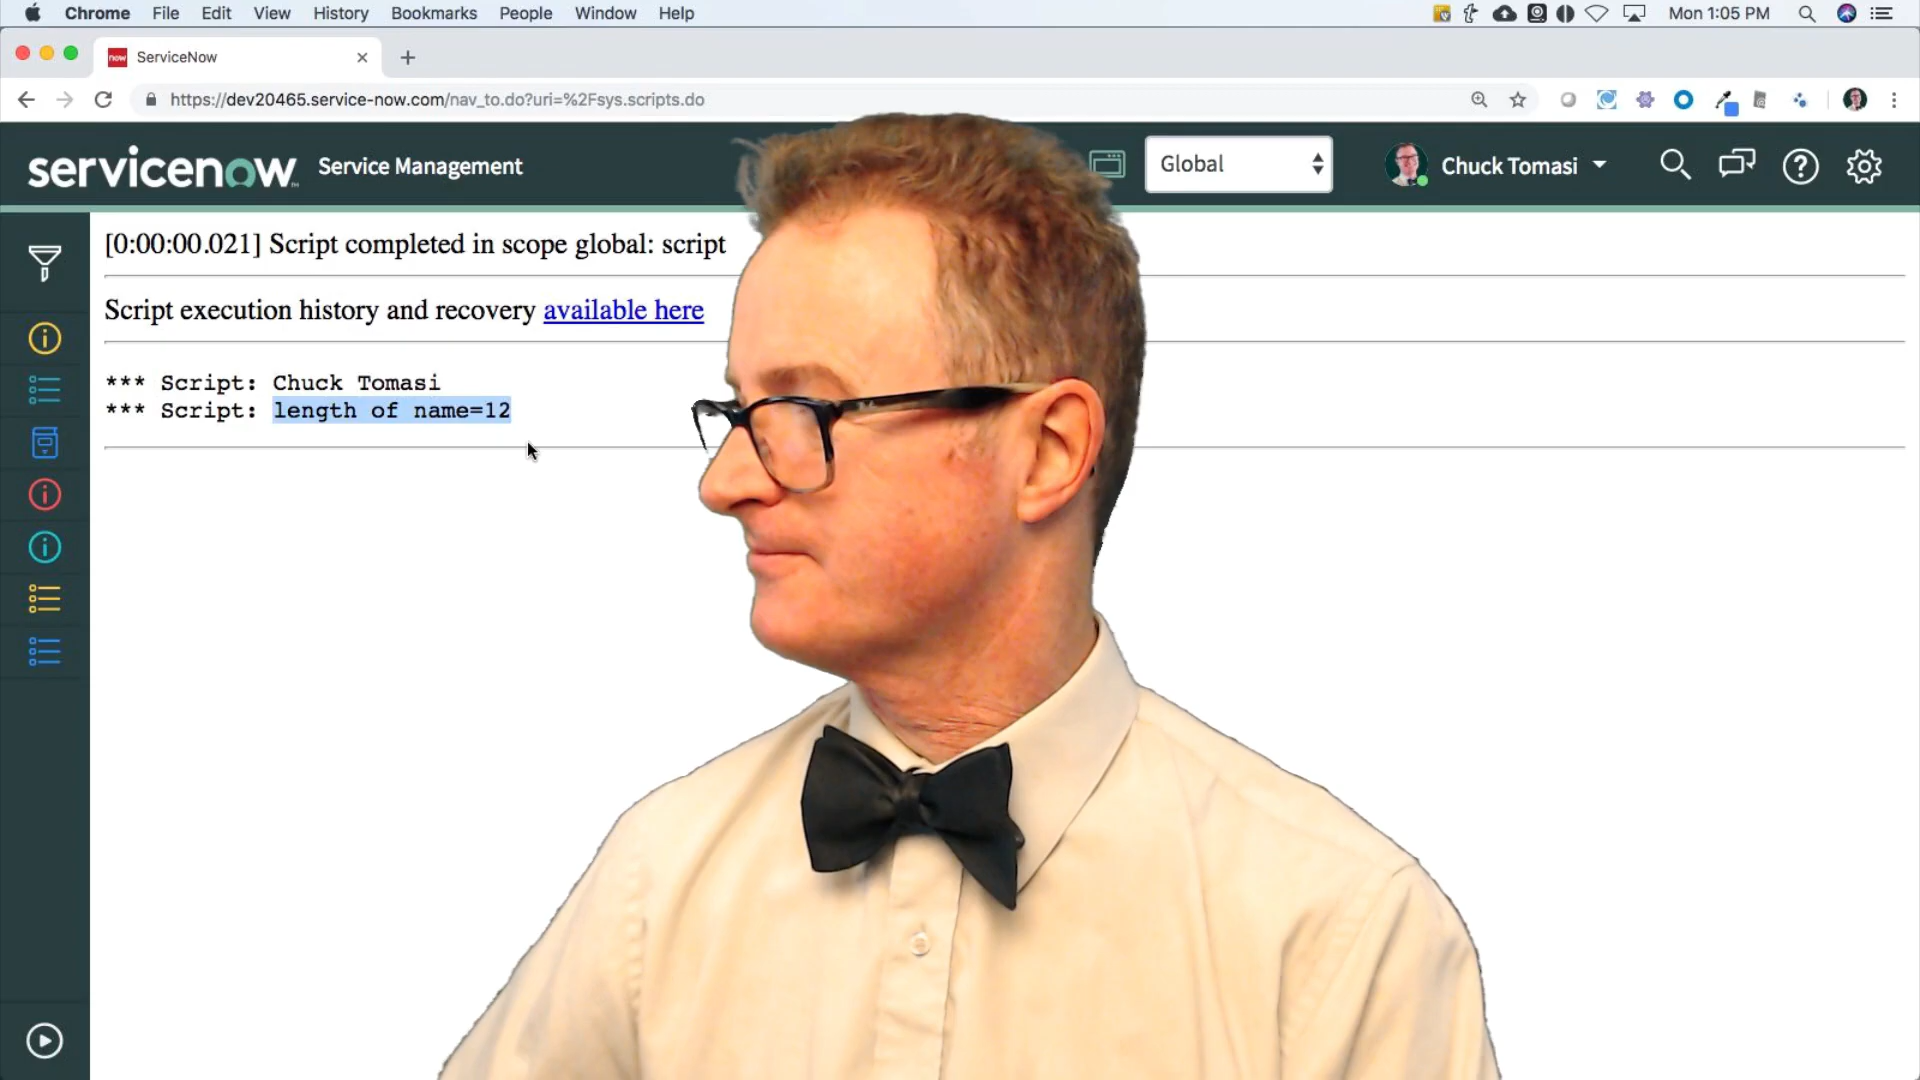 Chrome File Edit View History Bookmarks People Window Help Mon 1:05 PM
now ServiceNow
https://dev20465.service-now.com/nav_to.do?uri=%2Fsys.scripts.do
servicenow Service Management Global Chuck Tomasi
[0:00:00.021] Script completed in scope global: script
Script execution history and recovery available here
*** Script: Chuck Tomasi
*** Script: length of name=12